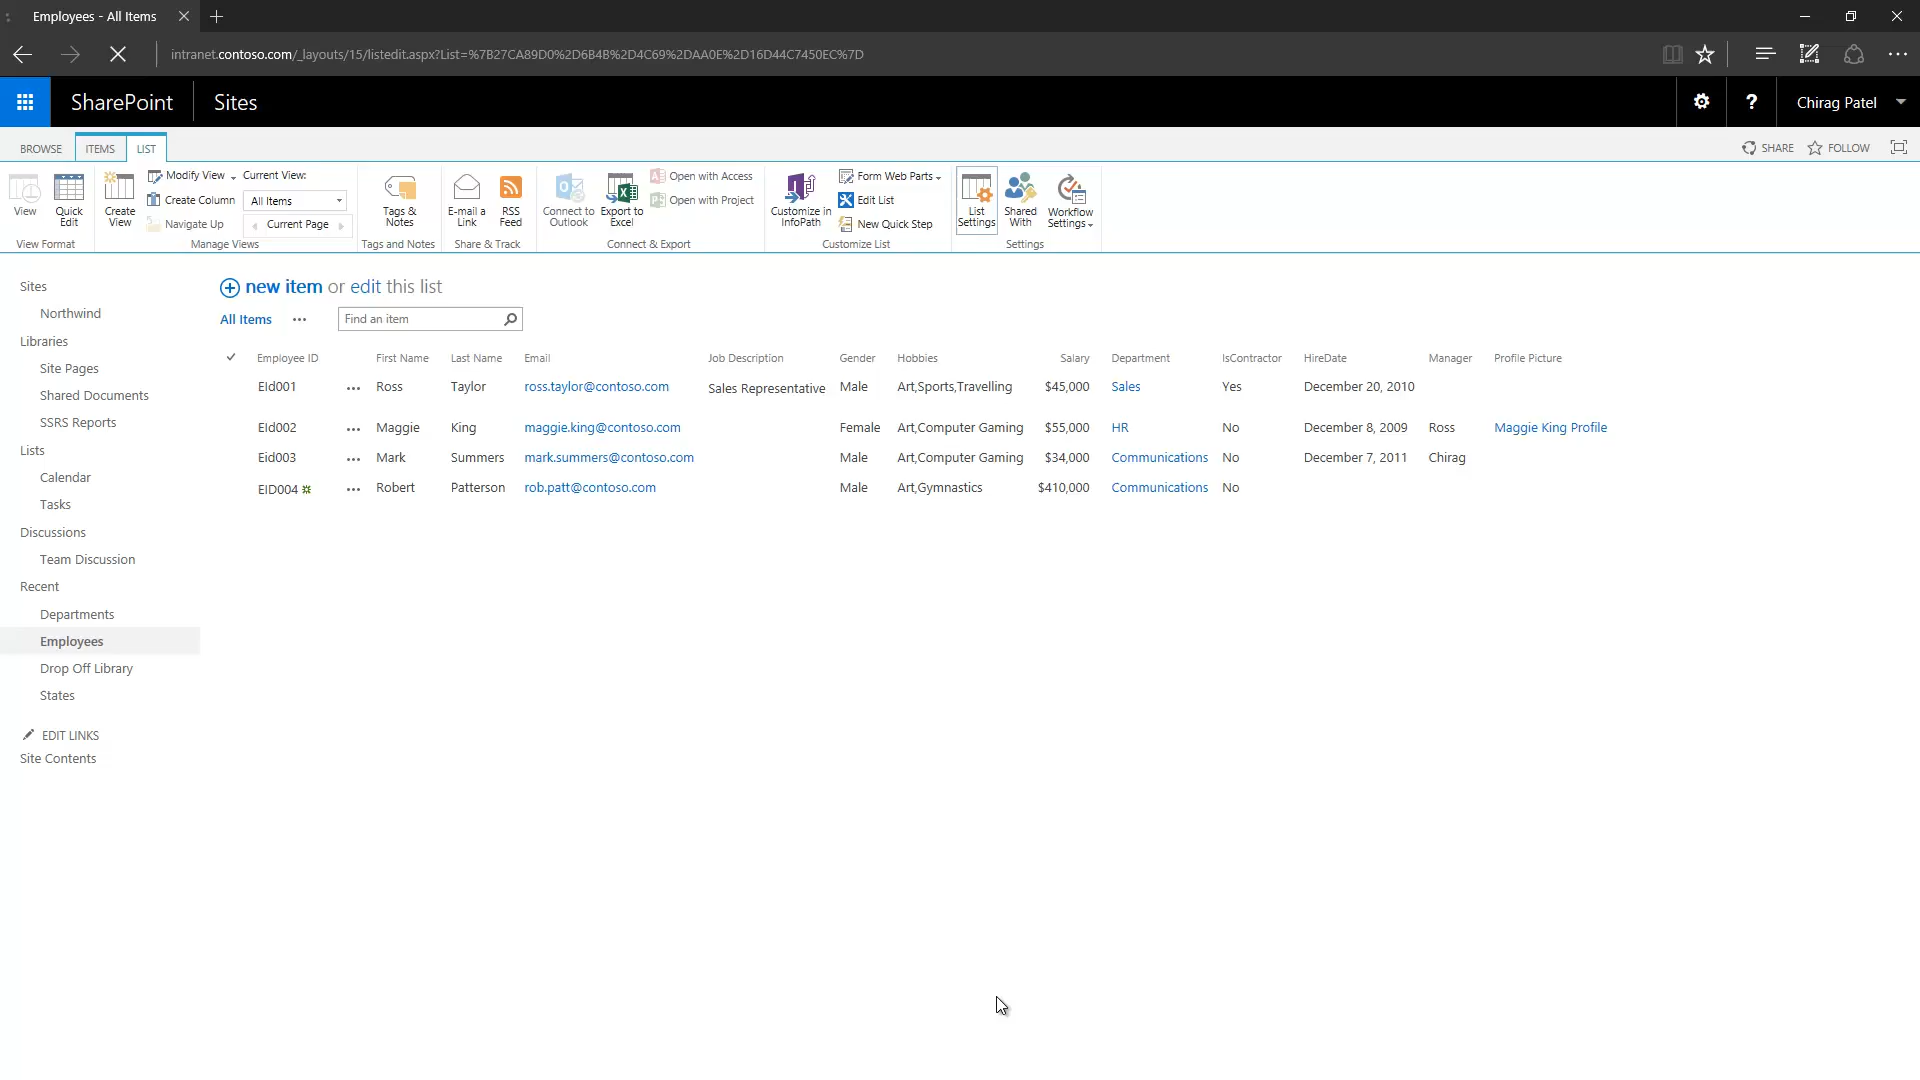 Employees - All Items
intranet.contoso.com/_layouts/15/listedit.aspx?List=%7B27CA89D0%2D6B4B%2D4C69%2DAA0E%2D16D44C7450EC%7D
SharePoint Sites ? Chirag Patel
BROWSE ITEMS LIST SHARE FOLLOW
View
Quick Edit
View Format
Create View
Modify View
Create Column
Navigate Up
Current View:
All Items
Current Page
Manage Views
Tags & Notes
Tags and Notes
E-mail a Link
RSS Feed
Share & Track
Connect to Outlook
Export to Excel
Open with Access
Open with Project
Connect & Export
Customize in InfoPath
Form Web Parts
Edit List
New Quick Step
Customize List
List Settings
Shared With
Workflow Settings
Settings
Sites
Northwind
Libraries
Site Pages
Shared Documents
SSRS Reports
Lists
Calendar
Tasks
Discussions
Team Discussion
Recent
Departments
Employees
Drop Off Library
States
EDIT LINKS
Site Contents
new item or edit this list
All Items ... Find an item
Employee ID First Name Last Name Email Job Description Gender Hobbies Salary Department IsContractor HireDate Manager Profile Picture
EId001 ... Ross Taylor ross.taylor@contoso.com Sales Representative Male Art,Sports,Travelling $45,000 Sales Yes December 20, 2010
EId002 ... Maggie King maggie.king@contoso.com Female Art,Computer Gaming $55,000 HR No December 8, 2009 Ross Maggie King Profile
EId003 ... Mark Summers mark.summers@contoso.com Male Art,Computer Gaming $34,000 Communications No December 7, 2011 Chirag
EID004 ... Robert Patterson rob.patt@contoso.com Male Art,Gymnastics $410,000 Communications No